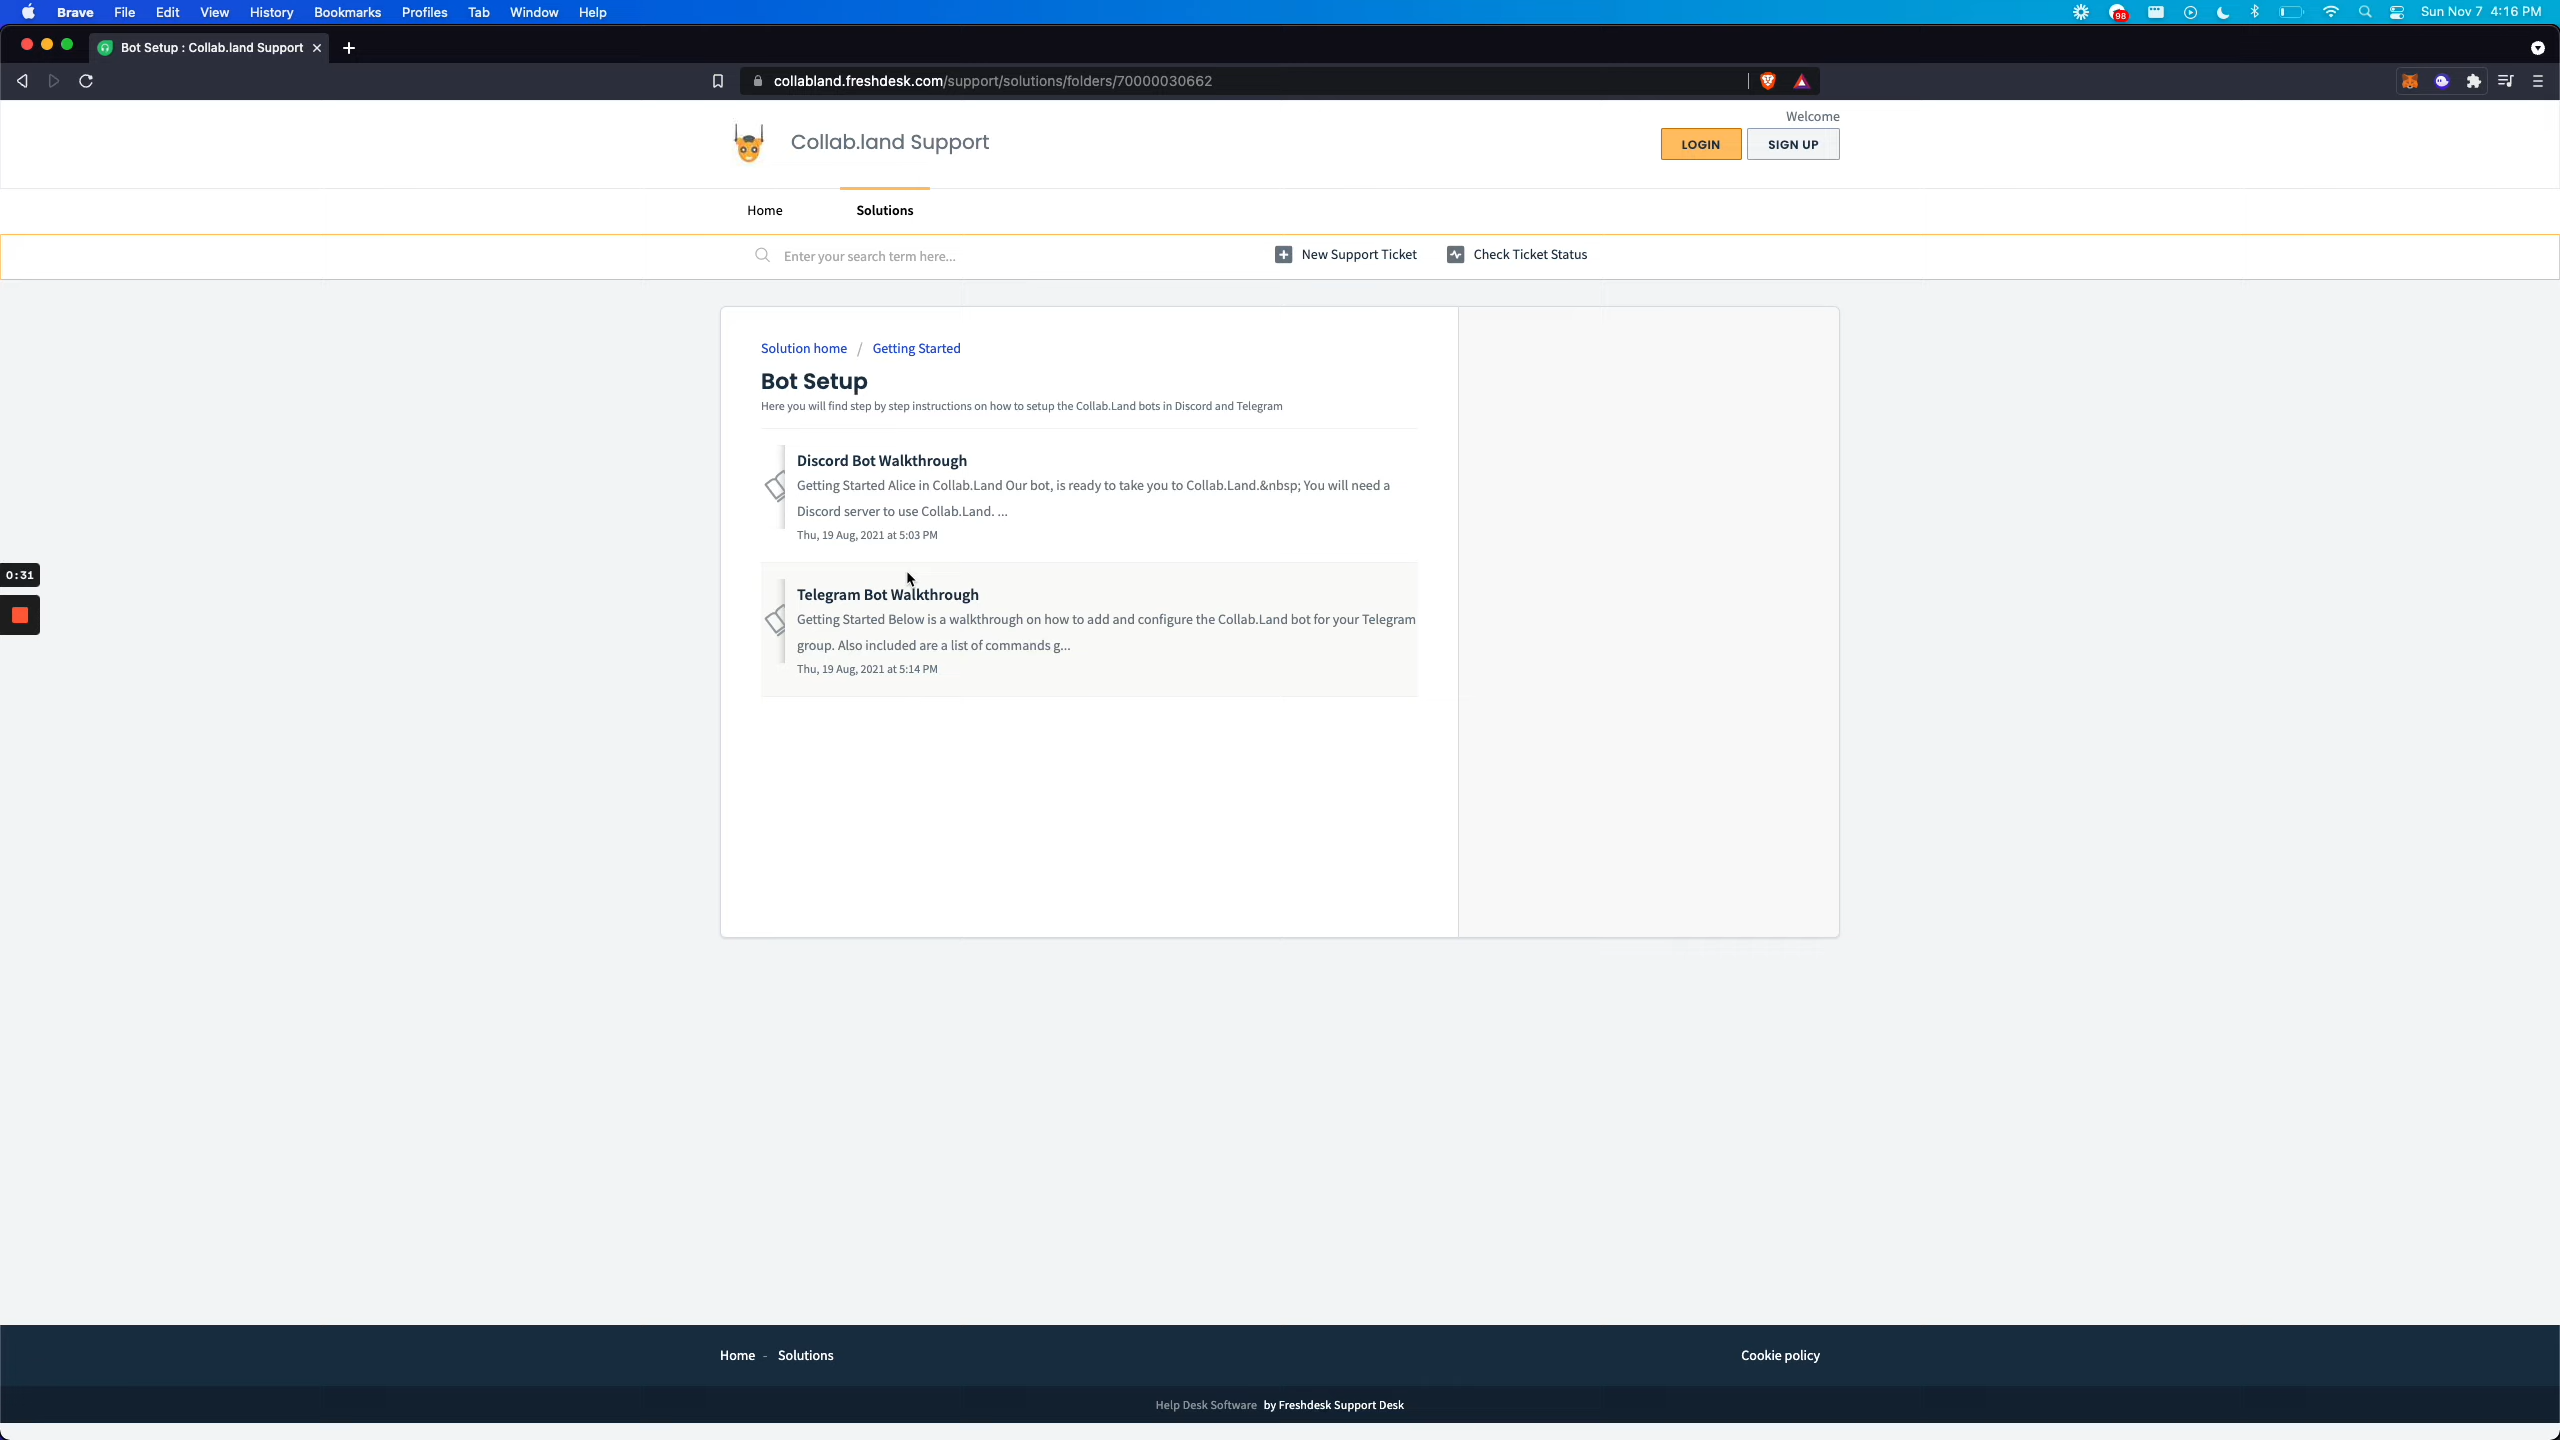 Brave File Edit View History Bookmarks Profiles Tab Window Help
98
Sun Nov 7 4:16 PM
Bot Setup : Collab.land Support
collabland.freshdesk.com/support/solutions/folders/70000030662
Welcome
Collab.land Support
LOGIN SIGN UP
Home Solutions
Enter your search term here...
New Support Ticket Check Ticket Status
Solution home / Getting Started
Bot Setup
Here you will find step by step instructions on how to setup the Collab.Land bots in Discord and Telegram
Discord Bot Walkthrough
Getting Started Alice in Collab.Land Our bot, is ready to take you to Collab.Land.&nbsp; You will need a
Discord server to use Collab.Land. ...
Thu, 19 Aug, 2021 at 5:03 PM
0:31
Telegram Bot Walkthrough
Getting Started Below is a walkthrough on how to add and configure the Collab.Land bot for your Telegram
group. Also included are a list of commands g...
Thu, 19 Aug, 2021 at 5:14 PM
Home - Solutions
Cookie policy
Help Desk Software by Freshdesk Support Desk